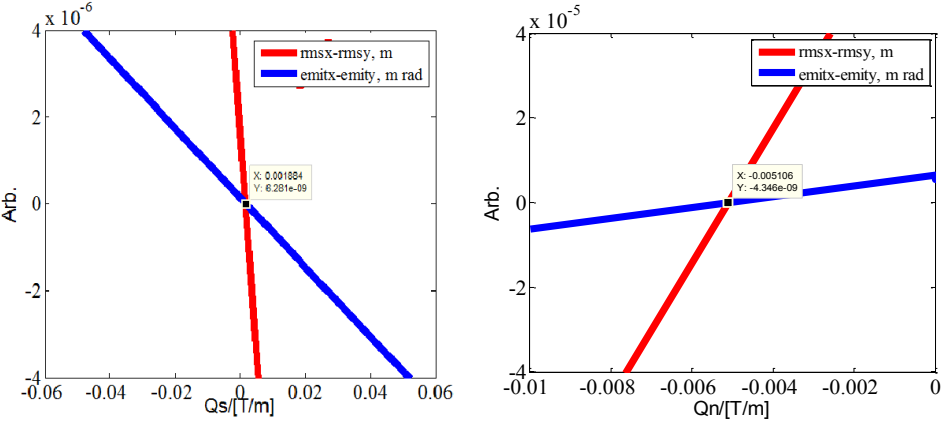 x 10^-6
4
2
0
-2
-4
Arb.
-0.06
-0.04
-0.02
0
0.02
0.04
0.06
Qs/[T/m]
rmsx-rmsy, m
emitx-emity, m rad
X: 0.001884
Y: 6.281e-09
x 10^-5
4
2
0
-2
-4
Arb.
-0.01
-0.008
-0.006
-0.004
-0.002
0
Qn/[T/m]
rmsx-rmsy, m
emitx-emity, m rad
X: -0.005106
Y: -4.346e-09